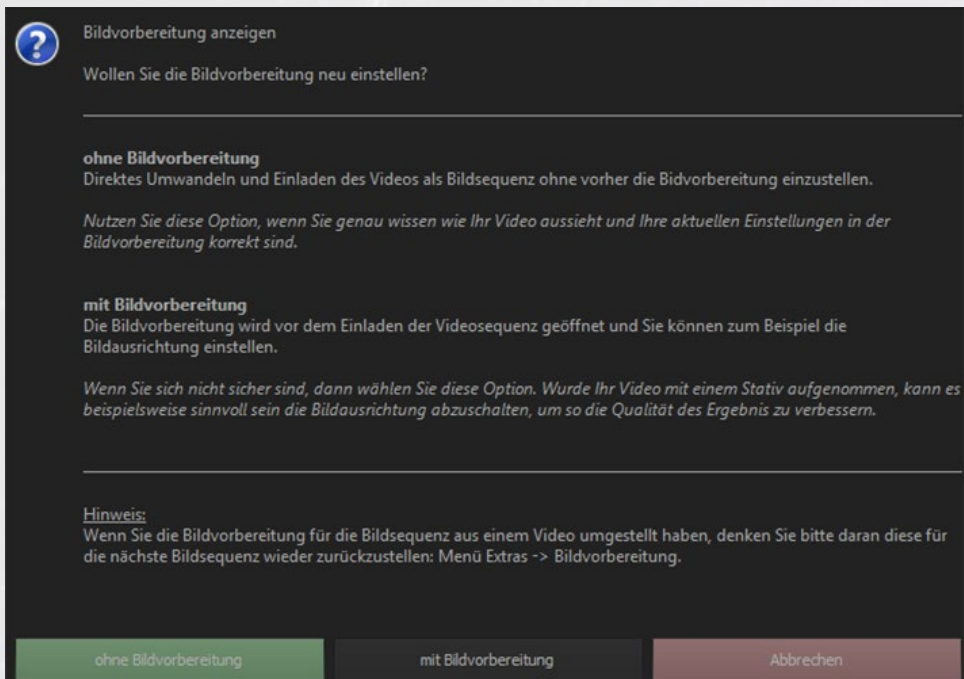 Bildvorbereitung anzeigen
Wollen Sie die Bildvorbereitung neu einstellen?
ohne Bildvorbereitung
Direktes Umwandeln und Einladen des Videos als Bildsequenz ohne vorher die Bidvorbereitung einzustellen.
Nutzen Sie diese Option, wenn Sie genau wissen wie Ihr Video aussieht und Ihre aktuellen Einstellungen in der
Bildvorbereitung korrekt sind.
mit Bildvorbereitung
Die Bildvorbereitung wird vor dem Einladen der Videosequenz geöffnet und Sie können zum Beispiel die
Bildausrichtung einstellen.
Wenn Sie sich nicht sicher sind, dann wählen Sie diese Option. Wurde Ihr Video mit einem Stativ aufgenommen, kann es
beispielsweise sinnvoll sein die Bildausrichtung abzuschalten, um so die Qualität des Ergebnis zu verbessern.
Hinweis:
Wenn Sie die Bildvorbereitung für die Bildsequenz aus einem Video umgestellt haben, denken Sie bitte daran diese für
die nächste Bildsequenz wieder zurückzustellen: Menü Extras -> Bildvorbereitung.
ohne Bildvorbereitung mit Bildvorbereitung Abbrechen